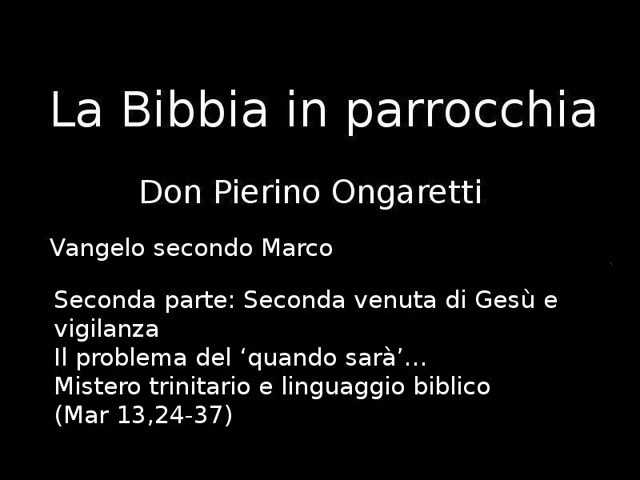 La Bibbia in parrocchia
Don Pierino Ongaretti
Vangelo secondo Marco
Seconda parte: Seconda venuta di Gesù e
vigilanza
Il problema del ‘quando sarà’…
Mistero trinitario e linguaggio biblico
(Mar 13,24-37)